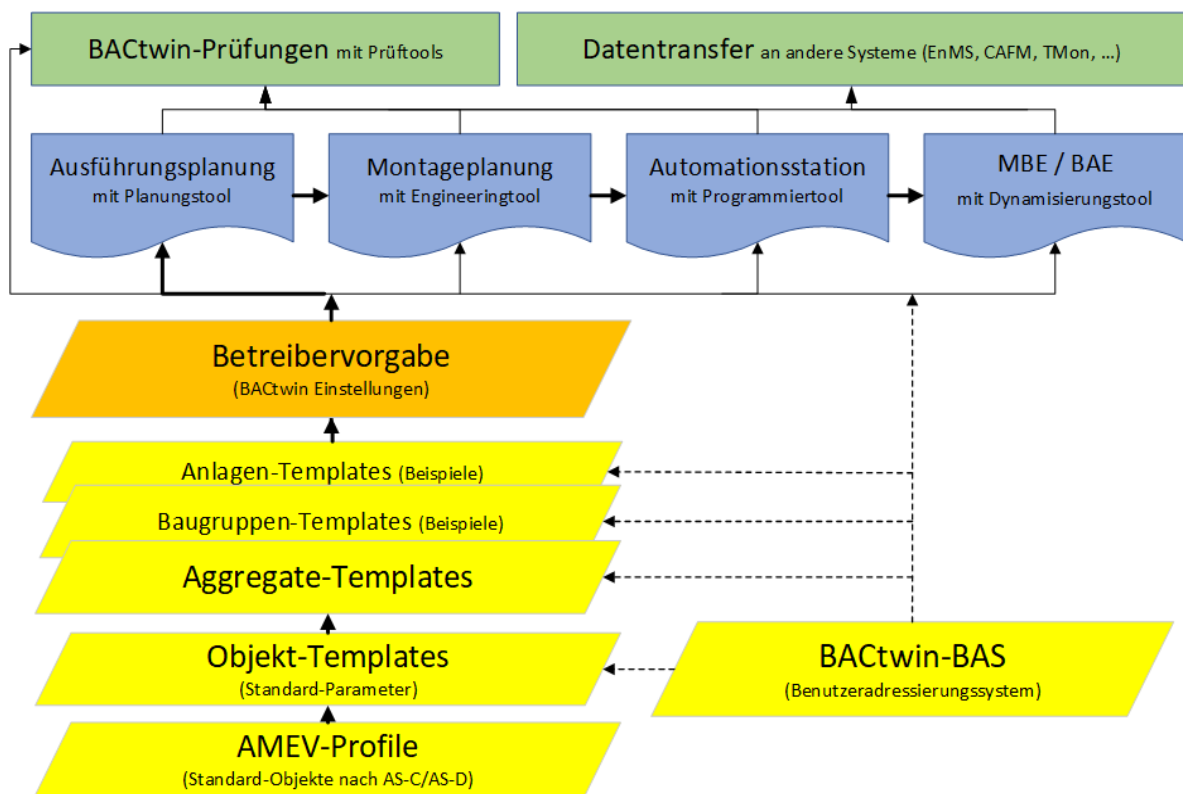 BACtwin-Prüfungen mit Prüftools
Datentransfer an andere Systeme (EnMS, CAFM, TMon, ...)
Ausführungsplanung
mit Planungstool
Montageplanung
mit Engineeringtool
Automationsstation
mit Programmiertool
MBE / BAE
mit Dynamisierungstool
Betreibervorgabe
(BACtwin Einstellungen)
Anlagen-Templates (Beispiele)
Baugruppen-Templates (Beispiele)
Aggregate-Templates
Objekt-Templates
(Standard-Parameter)
BACtwin-BAS
(Benutzeradressierungssystem)
AMEV-Profile
(Standard-Objekte nach AS-C/AS-D)